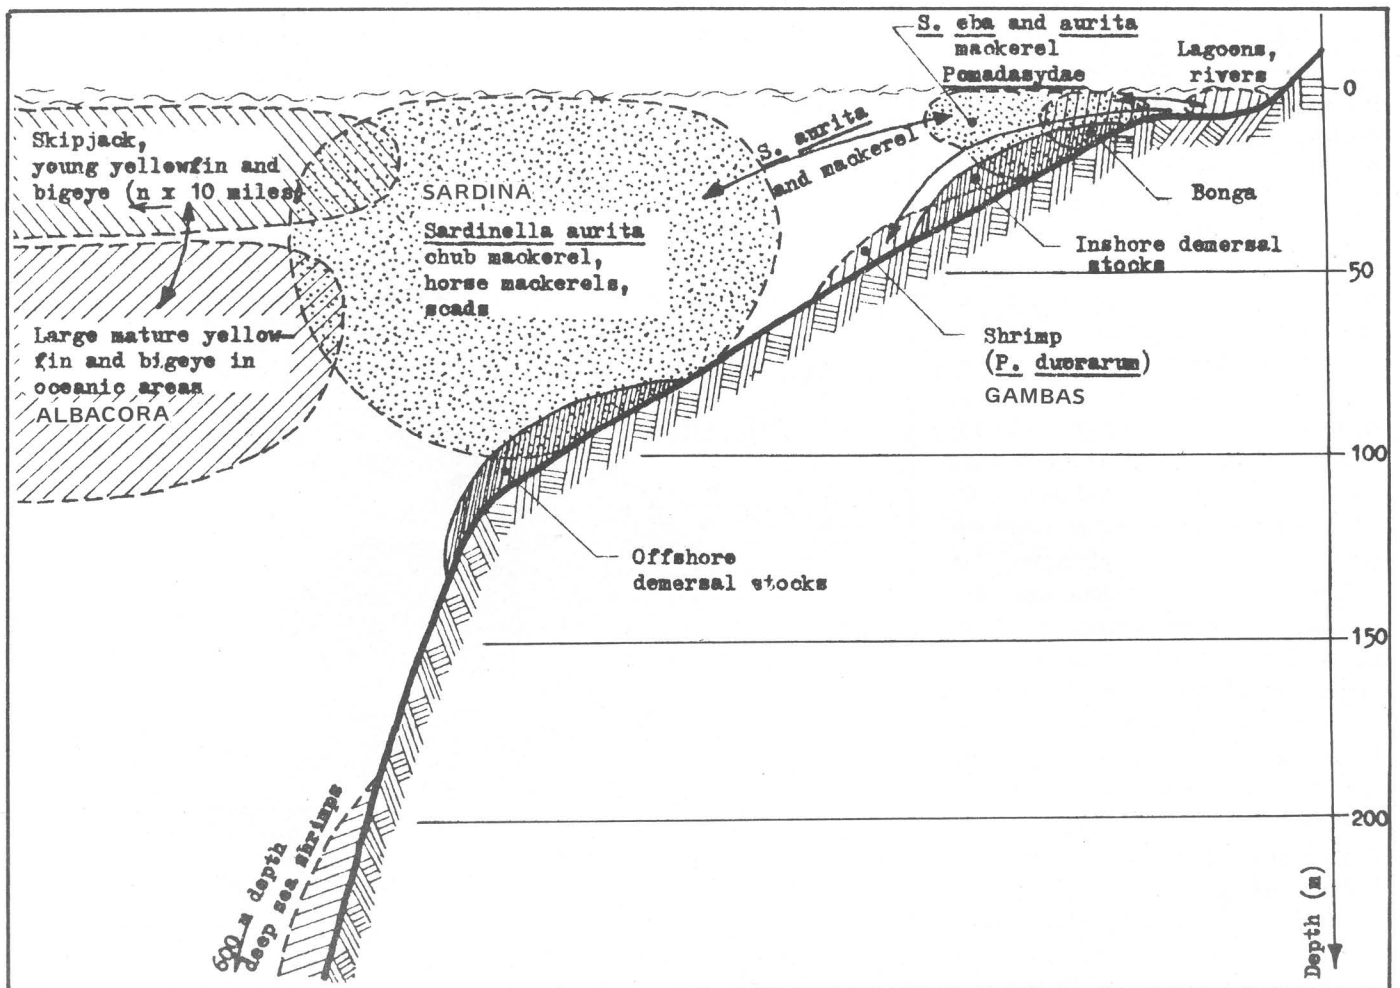 S. eba and aurita
mackerel
Pomadasydae
Lagoons,
rivers
0
Skipjack,
young yellowfin and
bigeye (n x 10 miles)
SARDINA
S. aurita
and mackerel
Sardinella aurita
chub mackerel,
horse mackerels,
scads
Bonga
Inshore demersal
stocks
50
Large mature yellow-
fin and bigeye in
oceanic areas
ALBACORA
Shrimp
(P. duorarum)
GAMBAS
100
Offshore
demersal stocks
150
200
600 m depth
deep sea shrimps
Depth (m)